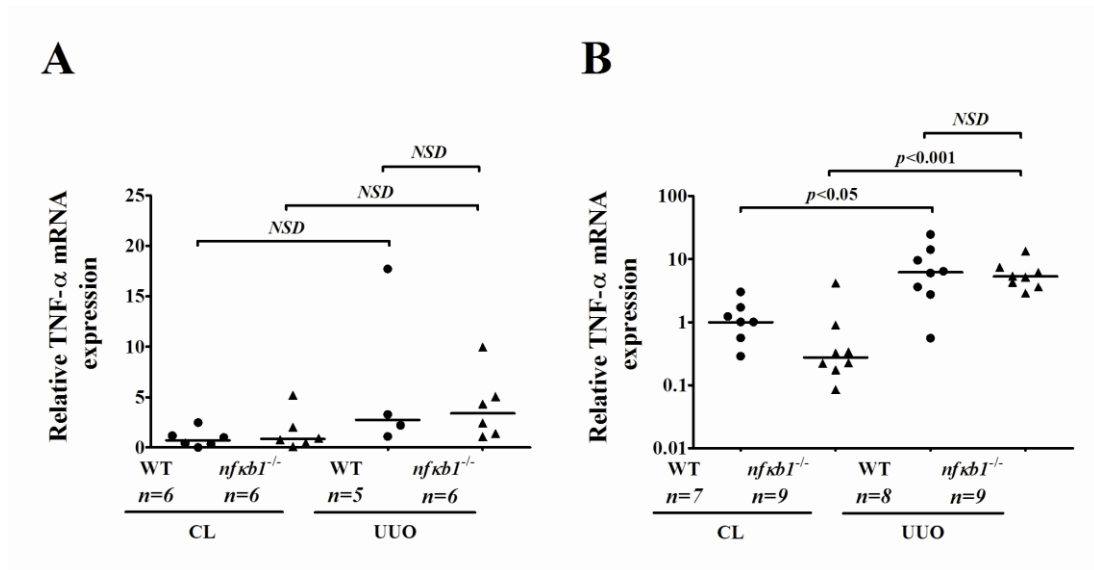 A
B
NSD
NSD
NSD
NSD
p<0.001
p<0.05
Relative TNF-α mRNA
expression
25
20
15
10
5
0
Relative TNF-α mRNA
expression
100
10
1
0.1
0.01
WT nfκb1-/- WT nfκb1-/-
n=6 n=6 n=5 n=6
CL UUO
WT nfκb1-/- WT nfκb1-/-
n=7 n=9 n=8 n=9
CL UUO